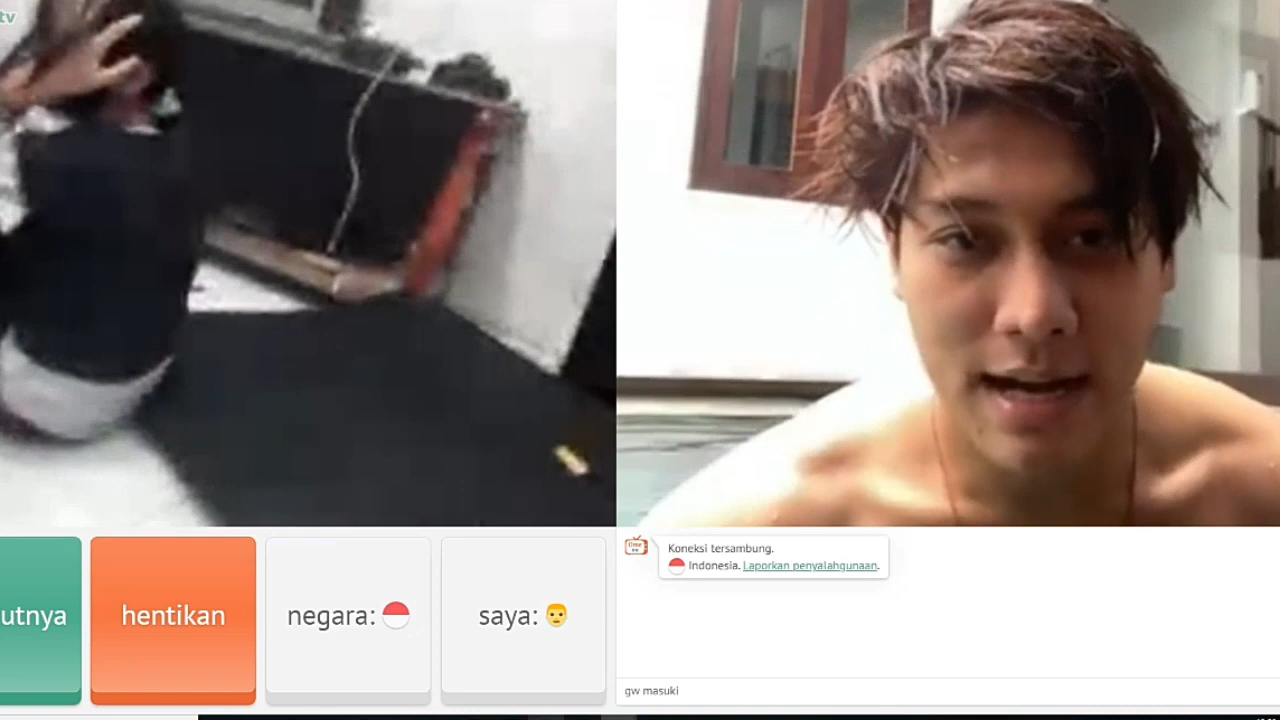 tv
Koneksi tersambung.
Indonesia. Laporkan penyalahgunaan.
utnya
hentikan
negara:
saya:
gw masuki